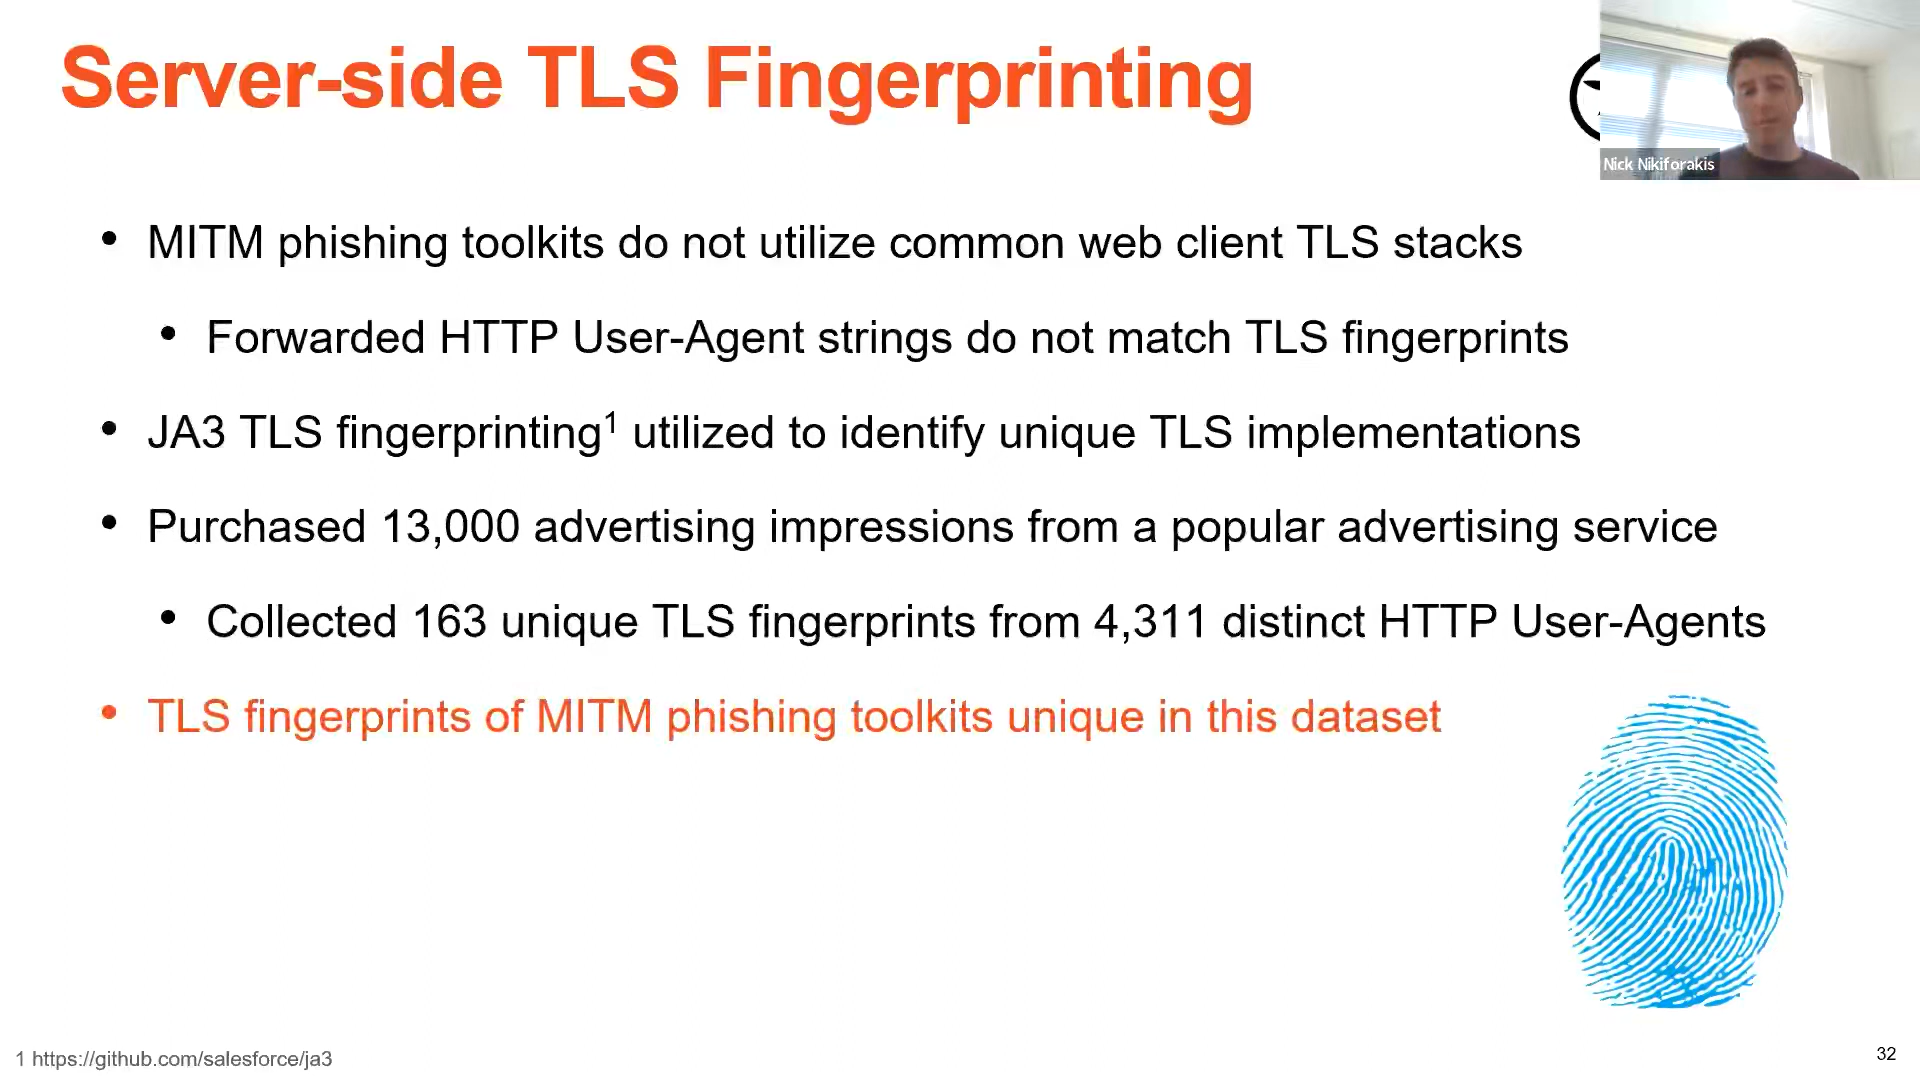 Server-side TLS Fingerprinting
Nick Nikiforakis
• MITM phishing toolkits do not utilize common web client TLS stacks
• Forwarded HTTP User-Agent strings do not match TLS fingerprints
• JA3 TLS fingerprinting¹ utilized to identify unique TLS implementations
• Purchased 13,000 advertising impressions from a popular advertising service
• Collected 163 unique TLS fingerprints from 4,311 distinct HTTP User-Agents
• TLS fingerprints of MITM phishing toolkits unique in this dataset
1 https://github.com/salesforce/ja3
32